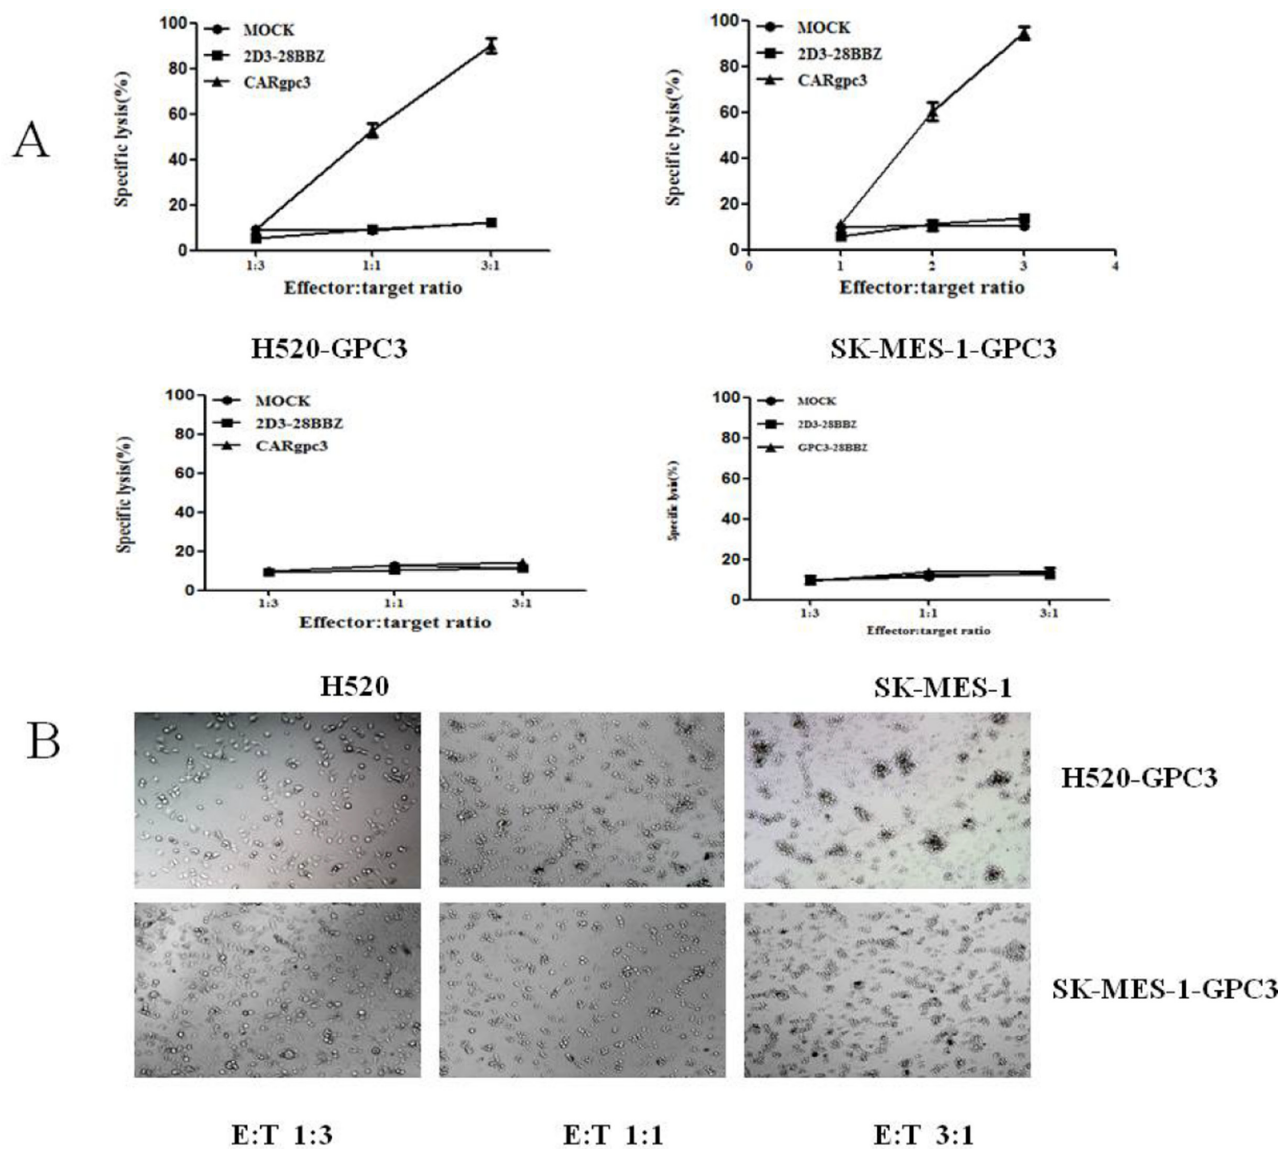 A
100
80
60
40
20
0
Specific lysis(%)
MOCK
2D3-28BBZ
CARgpc3
1:3 1:1 3:1
Effector:target ratio
H520-GPC3
100
80
60
40
20
0
Specific lysis(%)
MOCK
2D3-28BBZ
CARgpc3
0 1 2 3 4
Effector:target ratio
SK-MES-1-GPC3
100
80
60
40
20
0
Specific lysis(%)
MOCK
2D3-28BBZ
CARgpc3
1:3 1:1 3:1
Effector:target ratio
H520
100
80
60
40
20
0
Specific lysis(%)
MOCK
2D3-28BBZ
GPC3-28BBZ
1:3 1:1 3:1
Effector:target ratio
SK-MES-1
B
H520-GPC3
SK-MES-1-GPC3
E:T 1:3 E:T 1:1 E:T 3:1